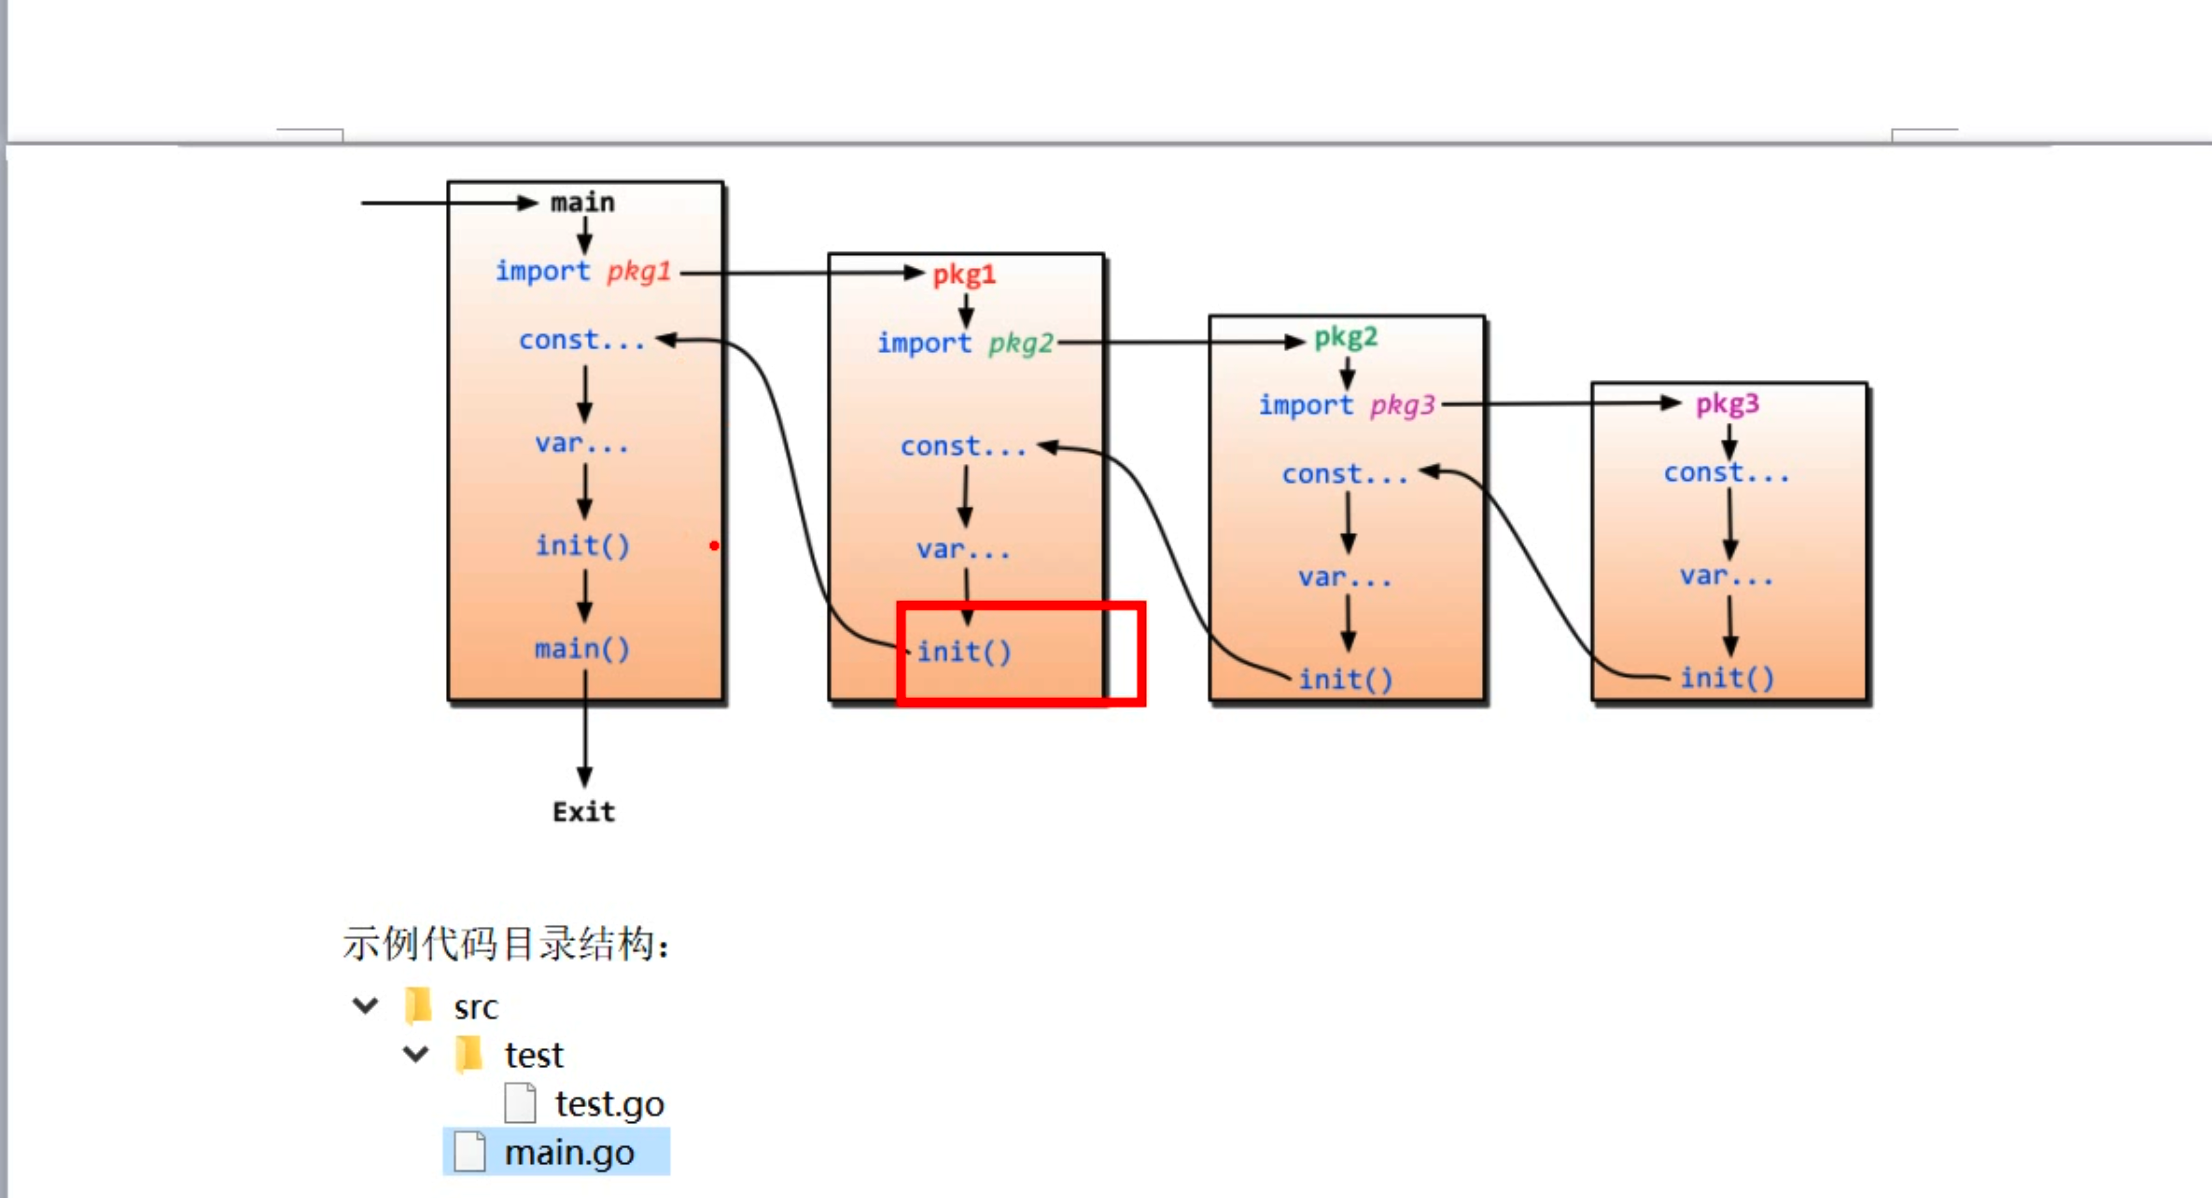 main
import pkg1
const...
var...
init()
main()
Exit
pkg1
import pkg2
const...
var...
init()
pkg2
import pkg3
const...
var...
init()
pkg3
const...
var...
init()
示例代码目录结构：
src
test
test.go
main.go